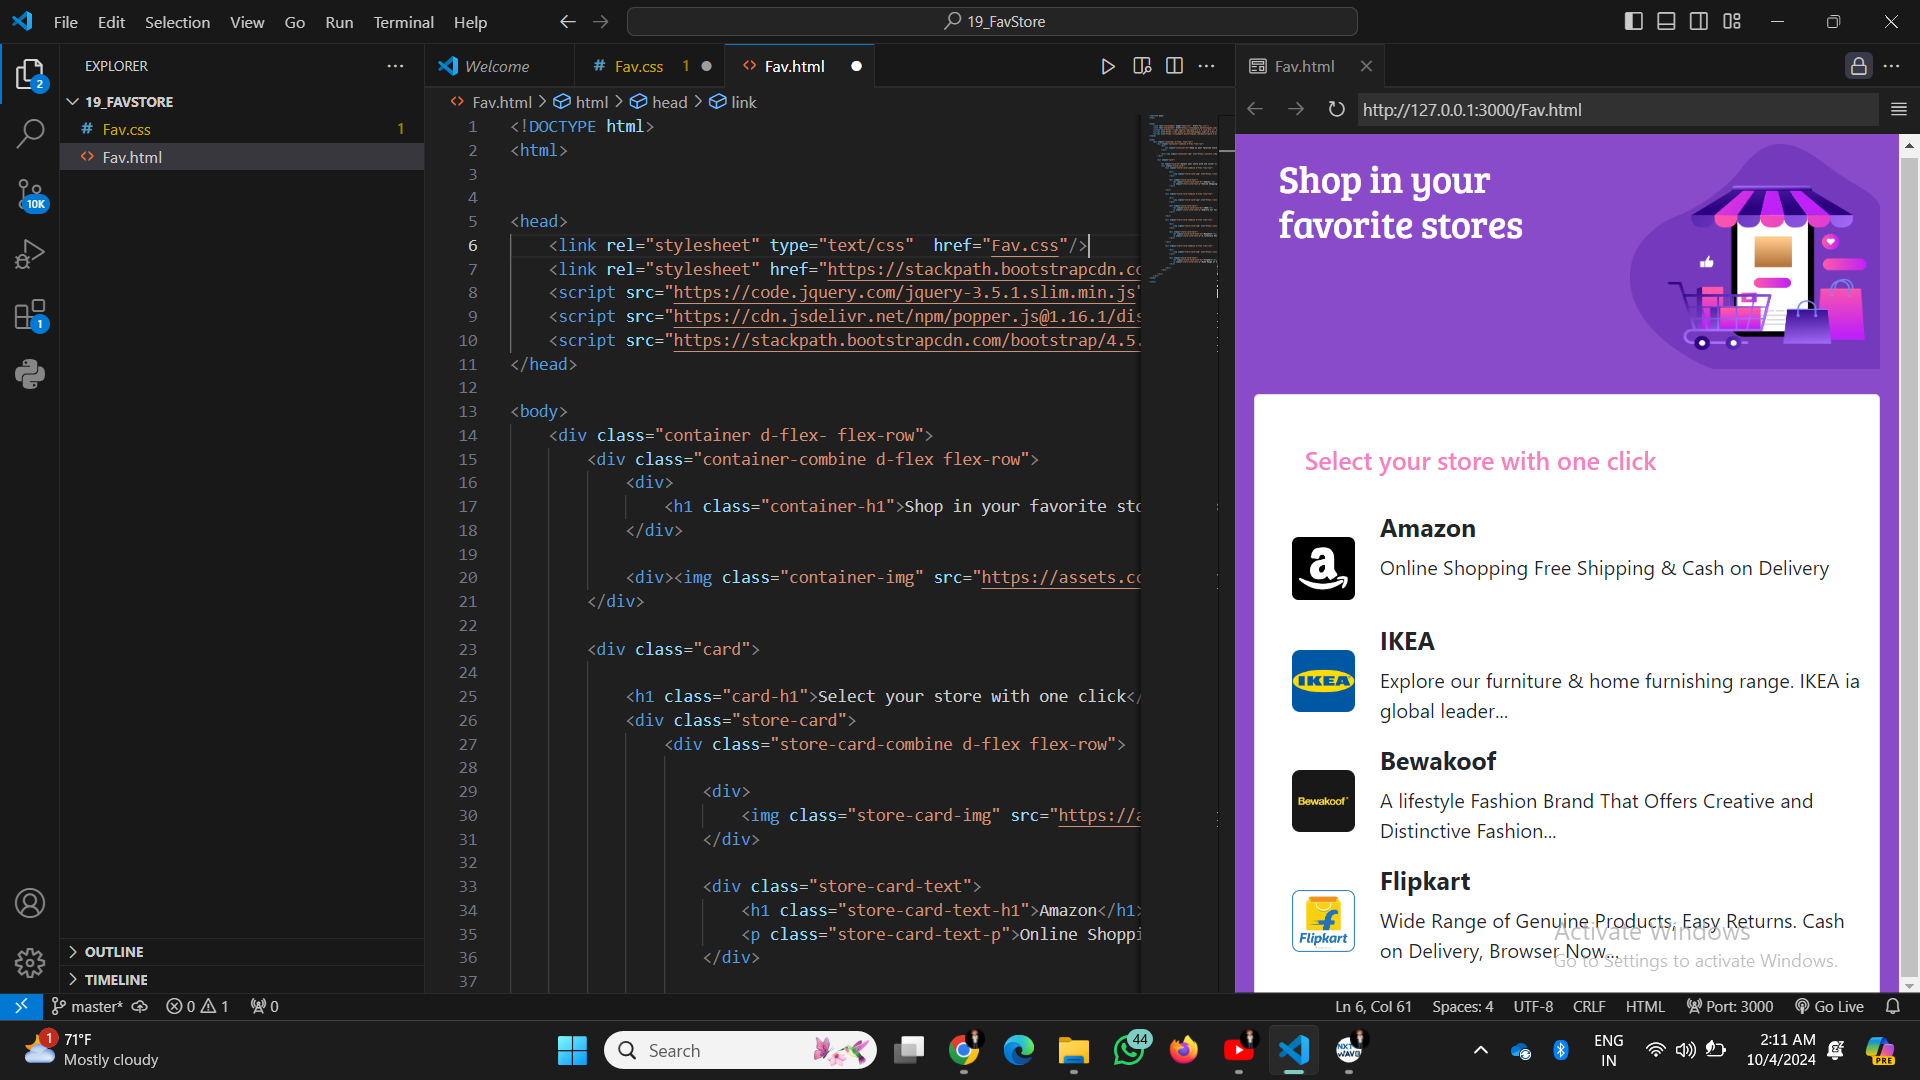 File Edit Selection View Go Run Terminal Help
19_FavStore
EXPLORER
19_FAVSTORE
# Fav.css 1
<> Fav.html
OUTLINE
TIMELINE
Welcome
# Fav.css 1
<> Fav.html
<> Fav.html > html > head > link
1 <!DOCTYPE html>
2 <html>
3
4
5 <head>
6 <link rel="stylesheet" type="text/css"  href="Fav.css"/>
7 <link rel="stylesheet" href="https://stackpath.bootstrapcdn.co
8 <script src="https://code.jquery.com/jquery-3.5.1.slim.min.js"
9 <script src="https://cdn.jsdelivr.net/npm/popper.js@1.16.1/dis
10 <script src="https://stackpath.bootstrapcdn.com/bootstrap/4.5.
11 </head>
12
13 <body>
14 <div class="container d-flex- flex-row">
15 <div class="container-combine d-flex flex-row">
16 <div>
17 <h1 class="container-h1">Shop in your favorite sto
18 </div>
19
20 <div><img class="container-img" src="https://assets.cc
21 </div>
22
23 <div class="card">
24
25 <h1 class="card-h1">Select your store with one click</
26 <div class="store-card">
27 <div class="store-card-combine d-flex flex-row">
28
29 <div>
30 <img class="store-card-img" src="https://a
31 </div>
32
33 <div class="store-card-text">
34 <h1 class="store-card-text-h1">Amazon</h1>
35 <p class="store-card-text-p">Online Shoppi
36 </div>
37
Fav.html
http://127.0.0.1:3000/Fav.html
Shop in your
favorite stores
Select your store with one click
Amazon
a
Online Shopping Free Shipping & Cash on Delivery
IKEA
IKEA
Explore our furniture & home furnishing range. IKEA ia
global leader...
Bewakoof
Bewakoof
A lifestyle Fashion Brand That Offers Creative and
Distinctive Fashion...
Flipkart
f
Flipkart
Wide Range of Genuine Products, Easy Returns. Cash
on Delivery, Browser Now...
Activate Windows
Go to Settings to activate Windows.
2
10K
1
master* 0 1 0
Ln 6, Col 61 Spaces: 4 UTF-8 CRLF HTML Port: 3000 Go Live
1
71°F
Mostly cloudy
Search
44
NXT
WAVE
ENG
IN
2:11 AM
10/4/2024
PRE